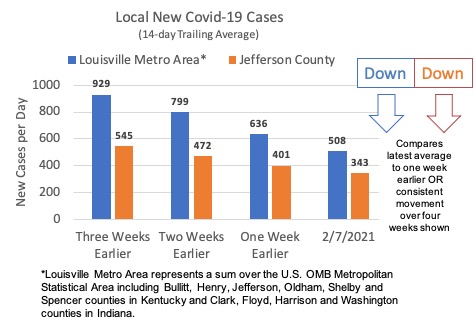 Local New Covid-19 Cases
(14-day Trailing Average)
Louisville Metro Area* Jefferson County
Down Down
New Cases per Day
1000
800
600
400
200
0
929
545
799
472
636
401
508
343
Three Weeks
Earlier
Two Weeks
Earlier
One Week
Earlier
2/7/2021
Compares
latest average
to one week
earlier OR
consistent
movement
over four
weeks shown
*Louisville Metro Area represents a sum over the U.S. OMB Metropolitan
Statistical Area including Bullitt, Henry, Jefferson, Oldham, Shelby and
Spencer counties in Kentucky and Clark, Floyd, Harrison and Washington
counties in Indiana.